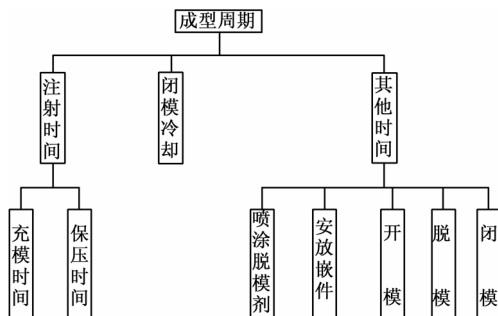 成型周期
注射时间
闭模冷却
其他时间
充模时间
保压时间
喷涂脱模剂
安放嵌件
开模
脱模
闭模